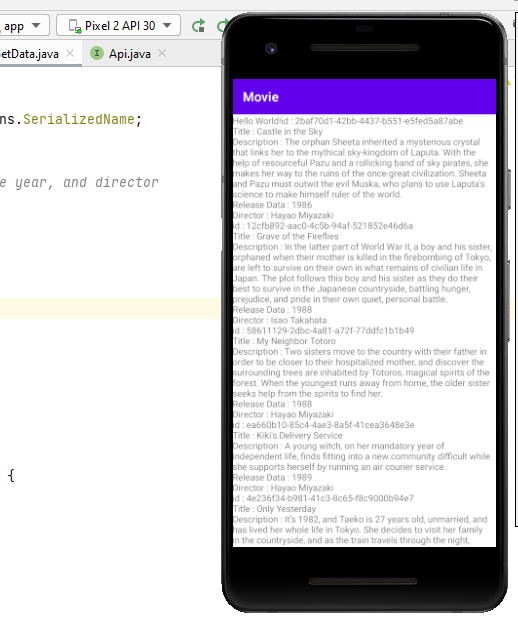 app
Pixel 2 API 30
etData.java
Api.java
ns.SerializedName;
e year, and director
{
Movie
Hello World!id : 2baf70d1-42bb-4437-b551-e5fed5a87abe
Title : Castle in the Sky
Description : The orphan Sheeta inherited a mysterious crystal
that links her to the mythical sky-kingdom of Laputa. With the
help of resourceful Pazu and a rollicking band of sky pirates, she
makes her way to the ruins of the once-great civilization. Sheeta
and Pazu must outwit the evil Muska, who plans to use Laputa's
science to make himself ruler of the world.
Release Data : 1986
Director : Hayao Miyazaki
id : 12cfb892-aac0-4c5b-94af-521852e46d6a
Title : Grave of the Fireflies
Description : In the latter part of World War II, a boy and his sister,
orphaned when their mother is killed in the firebombing of Tokyo,
are left to survive on their own in what remains of civilian life in
Japan. The plot follows this boy and his sister as they do their
best to survive in the Japanese countryside, battling hunger,
prejudice, and pride in their own quiet, personal battle.
Release Data : 1988
Director : Isao Takahata
id : 58611129-2dbc-4a81-a72f-77ddfc1b1b49
Title : My Neighbor Totoro
Description : Two sisters move to the country with their father in
order to be closer to their hospitalized mother, and discover the
surrounding trees are inhabited by Totoros, magical spirits of the
forest. When the youngest runs away from home, the older sister
seeks help from the spirits to find her.
Release Data : 1988
Director : Hayao Miyazaki
id : ea660b10-85c4-4ae3-8a5f-41cea3648e3e
Title : Kiki's Delivery Service
Description : A young witch, on her mandatory year of
independent life, finds fitting into a new community difficult while
she supports herself by running an air courier service.
Release Data : 1989
Director : Hayao Miyazaki
id : 4e236f34-b981-41c3-8c65-f8c9000b94e7
Title : Only Yesterday
Description : It's 1982, and Taeko is 27 years old, unmarried, and
has lived her whole life in Tokyo. She decides to visit her family
in the countryside, and as the train travels through the night,